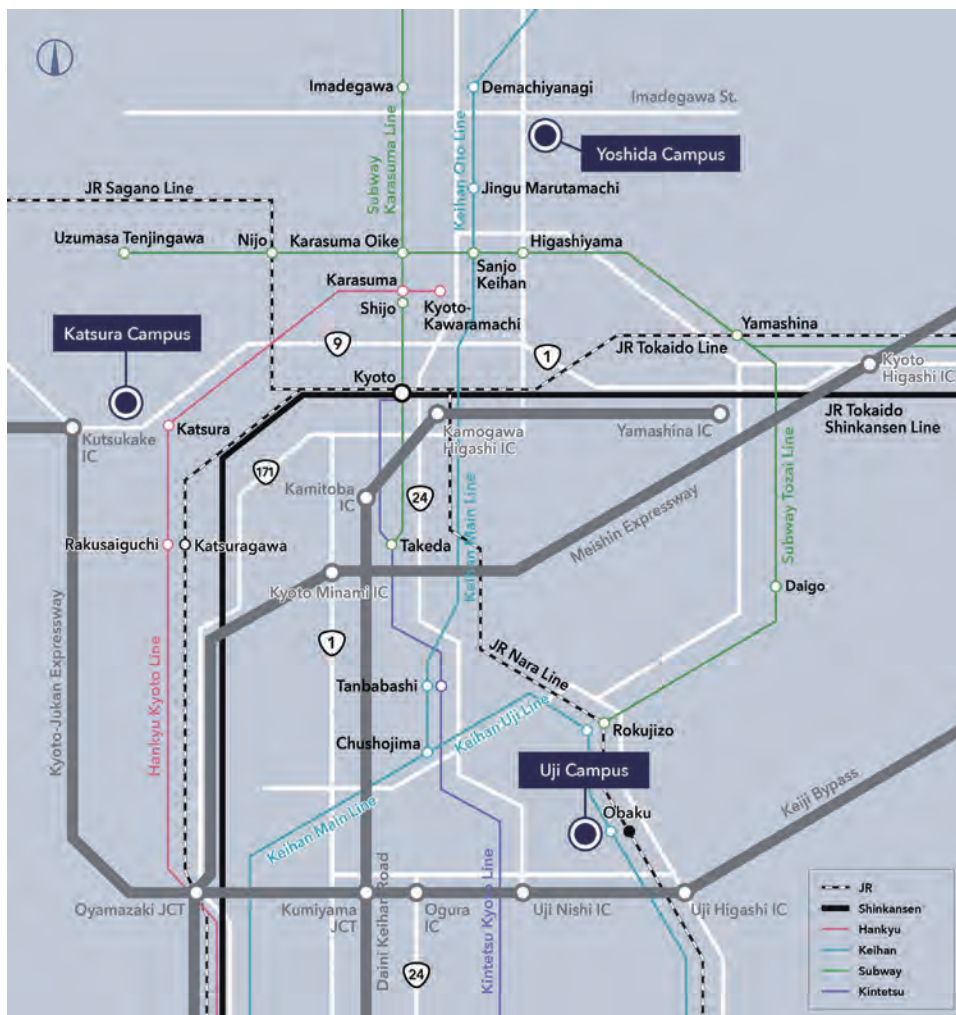 Imadegawa
Demachiyanagi
Imadegawa St.
Yoshida Campus
Subway
Karasuma Line
Keihan Oto Line
JR Sagano Line
Jingu Marutamachi
Uzumasa Tenjingawa
Nijo
Karasuma Oike
Higashiyama
Sanjo
Keihan
Karasuma
Shijo
Kyoto-
Kawaramachi
Katsura Campus
9
1
Yamashina
JR Tokaido Line
Kyoto
Kyoto
Higashi IC
Katsura
Kutsukake
IC
Kamogawa
Higashi IC
Yamashina IC
JR Tokaido
Shinkansen Line
171
Kamitoba
IC
24
Keihan Main Line
Meishin Expressway
Subway Tozai Line
Rakusaiguchi
Katsuragawa
Takeda
Kyoto Minami IC
Daigo
Kyoto-Jukan Expressway
Hankyu Kyoto Line
1
JR Nara Line
Tanbabashi
Chushojima
Keihan Uji Line
Rokujizo
Uji Campus
Obaku
Keiji Bypass
Keihan Main Line
Oyamazaki JCT
Kumiyama
JCT
Daini Keihan Road
Ogura
IC
Kintetsu Kyoto Line
Uji Nishi IC
Uji Higashi IC
24
JR
Shinkansen
Hankyu
Keihan
Subway
Kintetsu